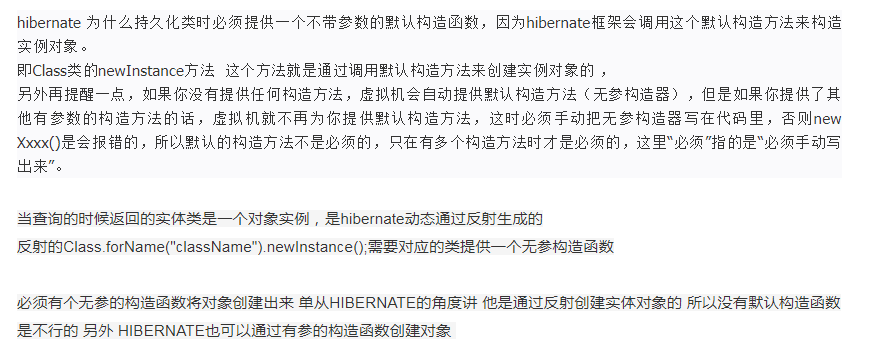 hibernate 为什么持久化类时必须提供一个不带参数的默认构造函数，因为hibernate框架会调用这个默认构造方法来构造
实例对象。
即Class类的newInstance方法 这个方法就是通过调用默认构造方法来创建实例对象的 ，
另外再提醒一点，如果你没有提供任何构造方法，虚拟机会自动提供默认构造方法（无参构造器），但是如果你提供了其
他有参数的构造方法的话，虚拟机就不再为你提供默认构造方法，这时必须手动把无参构造器写在代码里，否则new
Xxxx()是会报错的，所以默认的构造方法不是必须的，只在有多个构造方法时才是必须的，这里“必须”指的是“必须手动写
出来”。
当查询的时候返回的实体类是一个对象实例，是hibernate动态通过反射生成的
反射的Class.forName("className").newInstance();需要对应的类提供一个无参构造函数
必须有个无参的构造函数将对象创建出来 单从HIBERNATE的角度讲 他是通过反射创建实体对象的 所以没有默认构造函数
是不行的 另外 HIBERNATE也可以通过有参的构造函数创建对象